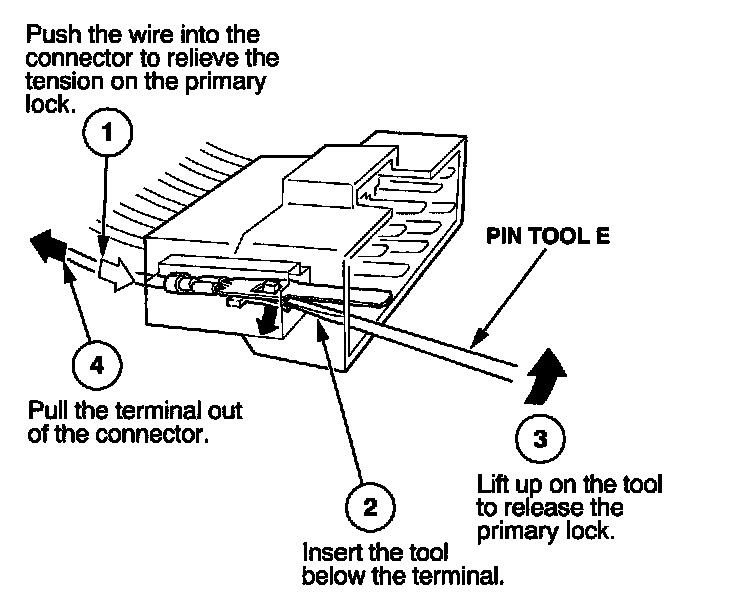 Push the wire into the
connector to relieve the
tension on the primary
lock.
1
PIN TOOL E
4
Pull the terminal out
of the connector.
3
Lift up on the tool
to release the
primary lock.
2
Insert the tool
below the terminal.